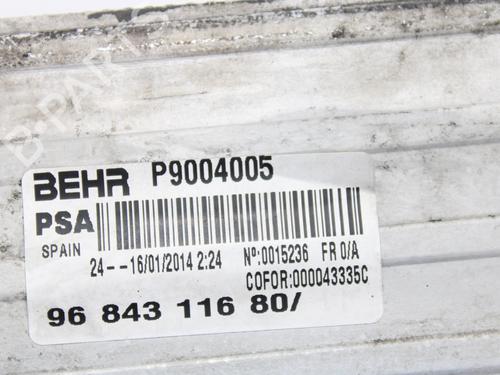 B-PARTS
BEHR P9004005
PSA
SPAIN
24--16/01/2014 2:24 Nº:0015236 FR 0/A
COFOR:000043335C
96 843 116 80/